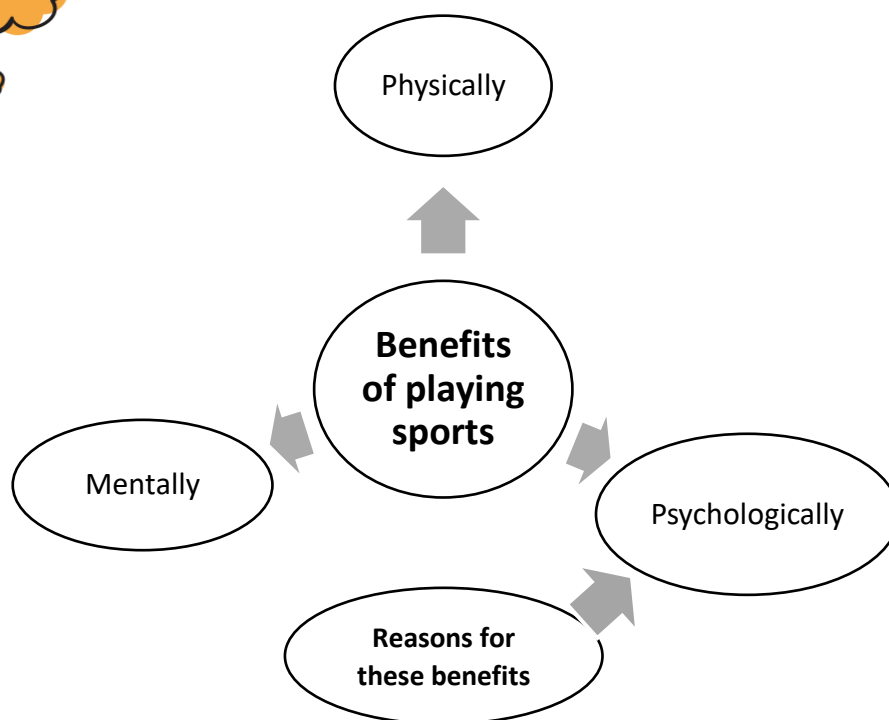 Physically
Benefits
of playing
sports
Mentally
Psychologically
Reasons for
these benefits